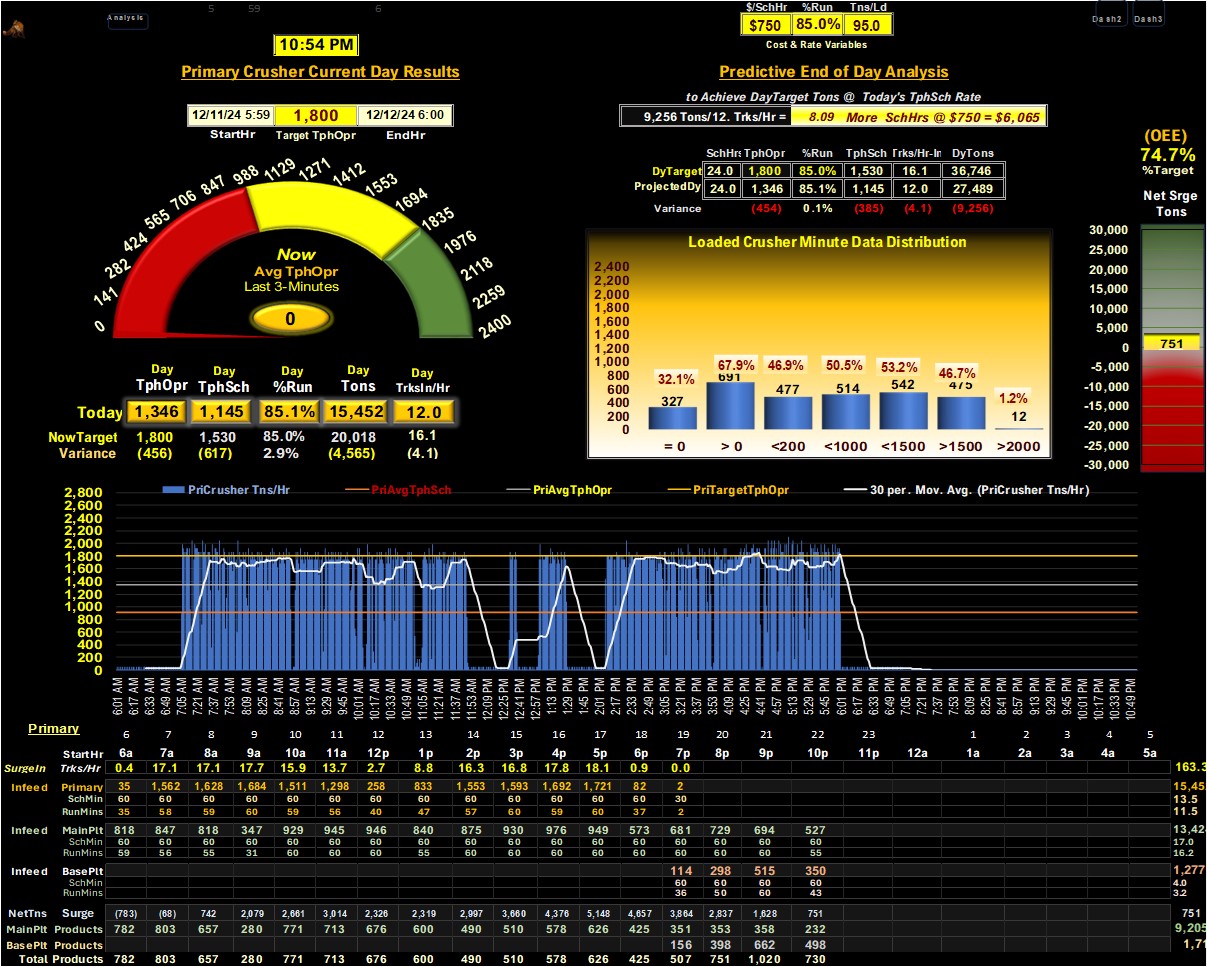 5 59 6
Analysis
$/SchHr %Run Tns/Ld
$750 85.0% 95.0
Cost & Rate Variables
Dash2 Dash3
10:54 PM
Primary Crusher Current Day Results
12/11/24 5:59 1,800 12/12/24 6:00
StartHr Target TphOpr EndHr
0 141 282 424 565 706 847 988 1129 1271 1412 1553 1694 1835 1976 2118 2259 2400
Now
Avg TphOpr
Last 3-Minutes
0
Day Day Day Day Day
TphOpr TphSch %Run Tons TrksIn/Hr
Today 1,346 1,145 85.1% 15,452 12.0
NowTarget 1,800 1,530 85.0% 20,018 16.1
Variance (456) (617) 2.9% (4,565) (4.1)
Predictive End of Day Analysis
to Achieve DayTarget Tons @ Today's TphSch Rate
9,256 Tons/12. Trks/Hr = 8.09 More SchHrs @ $750 = $6,065
SchHrs TphOpr %Run TphSch Trks/Hr-In DyTons
DyTarget 24.0 1,800 85.0% 1,530 16.1 36,746
ProjectedDy 24.0 1,346 85.1% 1,145 12.0 27,489
Variance (454) 0.1% (385) (4.1) (9,256)
Loaded Crusher Minute Data Distribution
2,400
2,200
2,000
1,800
1,600
1,400
1,200
1,000
800
600
400
200
0
32.1% 67.9% 46.9% 50.5% 53.2% 46.7% 1.2%
327 691 477 514 542 475 12
= 0 > 0 <200 <1000 <1500 >1500 >2000
(OEE)
74.7%
%Target
Net Srge
Tons
30,000
25,000
20,000
15,000
10,000
5,000
0
-5,000
-10,000
-15,000
-20,000
-25,000
-30,000
751
PriCrusher Tns/Hr PriAvgTphSch PriAvgTphOpr PriTargetTphOpr 30 per. Mov. Avg. (PriCrusher Tns/Hr)
2,800
2,600
2,400
2,200
2,000
1,800
1,600
1,400
1,200
1,000
800
600
400
200
0
6:01 AM 6:17 AM 6:33 AM 6:49 AM 7:05 AM 7:21 AM 7:37 AM 7:53 AM 8:09 AM 8:25 AM 8:41 AM 8:57 AM 9:13 AM 9:29 AM 9:45 AM 10:01 AM 10:17 AM 10:33 AM 10:49 AM 11:05 AM 11:21 AM 11:37 AM 11:53 AM 12:09 PM 12:25 PM 12:41 PM 12:57 PM 1:13 PM 1:29 PM 1:45 PM 2:01 PM 2:17 PM 2:33 PM 2:49 PM 3:05 PM 3:21 PM 3:37 PM 3:53 PM 4:09 PM 4:25 PM 4:41 PM 4:57 PM 5:13 PM 5:29 PM 5:45 PM 6:01 PM 6:17 PM 6:33 PM 6:49 PM 7:05 PM 7:21 PM 7:37 PM 7:53 PM 8:09 PM 8:25 PM 8:41 PM 8:57 PM 9:13 PM 9:29 PM 9:45 PM 10:01 PM 10:17 PM 10:33 PM 10:49 PM
Primary 6 7 8 9 10 11 12 13 14 15 16 17 18 19 20 21 22 23 1 2 3 4 5
StartHr 6a 7a 8a 9a 10a 11a 12p 1p 2p 3p 4p 5p 6p 7p 8p 9p 10p 11p 12a 1a 2a 3a 4a 5a
SurgeIn Trks/Hr 0.4 17.1 17.1 17.7 15.9 13.7 2.7 8.8 16.3 16.8 17.8 18.1 0.9 0.0 163.3
Infeed Primary 35 1,562 1,628 1,684 1,511 1,298 258 833 1,553 1,593 1,692 1,721 82 2 15,45
SchMin 60 60 60 60 60 60 60 60 60 60 60 60 60 30 13.5
RunMins 35 58 59 60 59 56 40 47 57 60 59 60 37 2 11.5
Infeed MainPlt 818 847 818 347 929 945 946 840 875 930 976 949 573 681 729 694 527 13,42
SchMin 60 60 60 60 60 60 60 60 60 60 60 60 60 60 60 60 60 17.0
RunMins 59 56 55 31 60 60 60 55 60 60 60 60 60 60 60 60 55 16.2
Infeed BasePlt 114 298 515 350 1,277
SchMin 60 60 60 60 4.0
RunMins 36 50 60 43 3.2
NetTns Surge (783) (68) 742 2,079 2,661 3,014 2,326 2,319 2,997 3,660 4,376 5,148 4,657 3,864 2,837 1,628 751 751
MainPlt Products 782 803 657 280 771 713 676 600 490 510 578 626 425 351 353 358 232 9,205
BasePlt Products 156 398 662 498 1,71
Total Products 782 803 657 280 771 713 676 600 490 510 578 626 425 507 751 1,020 730